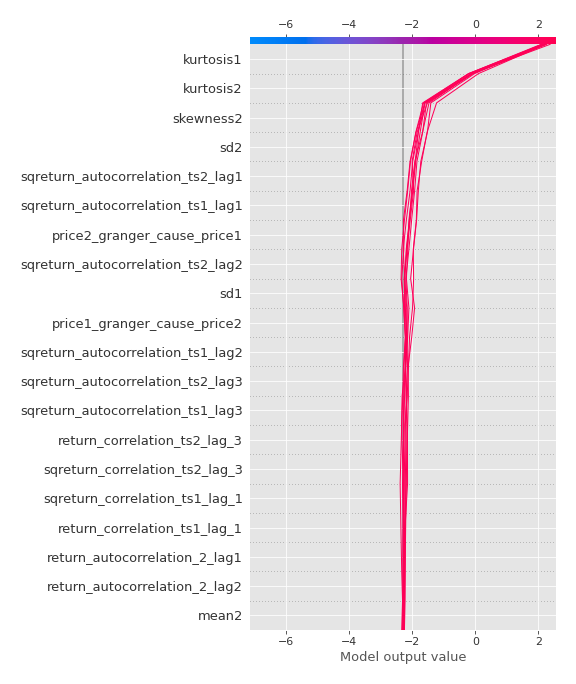 −6 −4 −2 0 2
kurtosis1
kurtosis2
skewness2
sd2
sqreturn_autocorrelation_ts2_lag1
sqreturn_autocorrelation_ts1_lag1
price2_granger_cause_price1
sqreturn_autocorrelation_ts2_lag2
sd1
price1_granger_cause_price2
sqreturn_autocorrelation_ts1_lag2
sqreturn_autocorrelation_ts2_lag3
sqreturn_autocorrelation_ts1_lag3
return_correlation_ts2_lag_3
sqreturn_correlation_ts2_lag_3
sqreturn_correlation_ts1_lag_1
return_correlation_ts1_lag_1
return_autocorrelation_2_lag1
return_autocorrelation_2_lag2
mean2
−6 −4 −2 0 2
Model output value